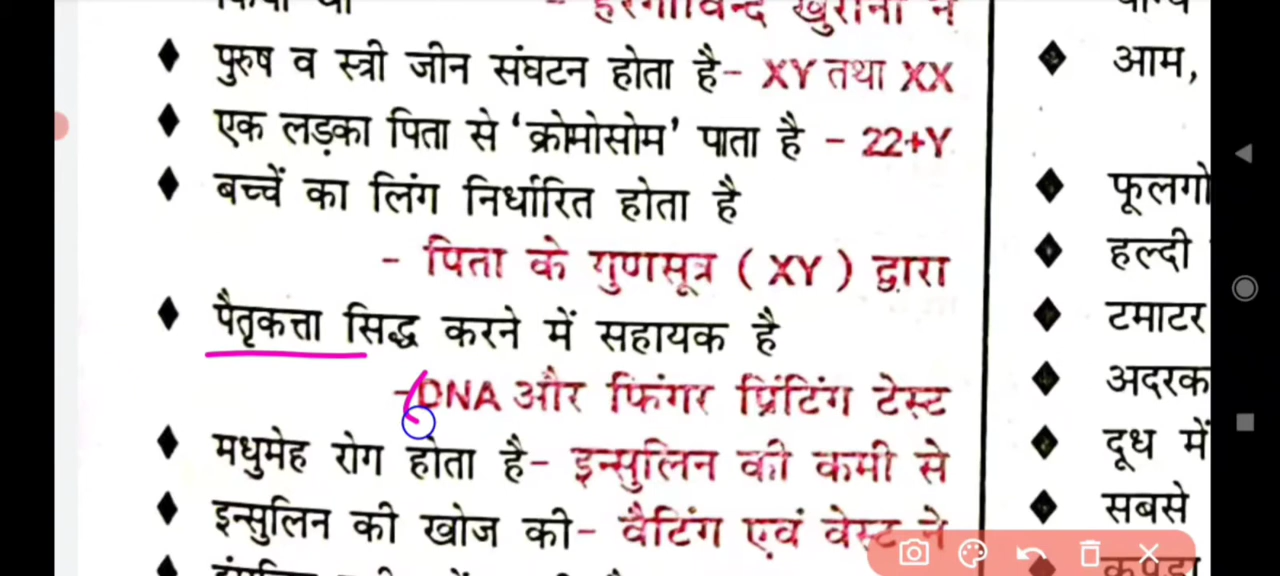 - हरगोविन्द खुराना ने
♦ पुरुष व स्त्री जीन संघटन होता है- XY तथा XX
♦ एक लड़का पिता से 'क्रोमोसोम' पाता है - 22+Y
♦ बच्चें का लिंग निर्धारित होता है
- पिता के गुणसूत्र ( XY ) द्वारा
♦ पैतृकत्ता सिद्ध करने में सहायक है
-DNA और फिंगर प्रिंटिंग टेस्ट
♦ मधुमेह रोग होता है- इन्सुलिन की कमी से
♦ इन्सुलिन की खोज की- वैटिंग एवं वेस्ट ने
♦ आम,
♦ फूलगो
♦ हल्दी
♦ टमाटर
♦ अदरक
♦ दूध में
♦ सबसे